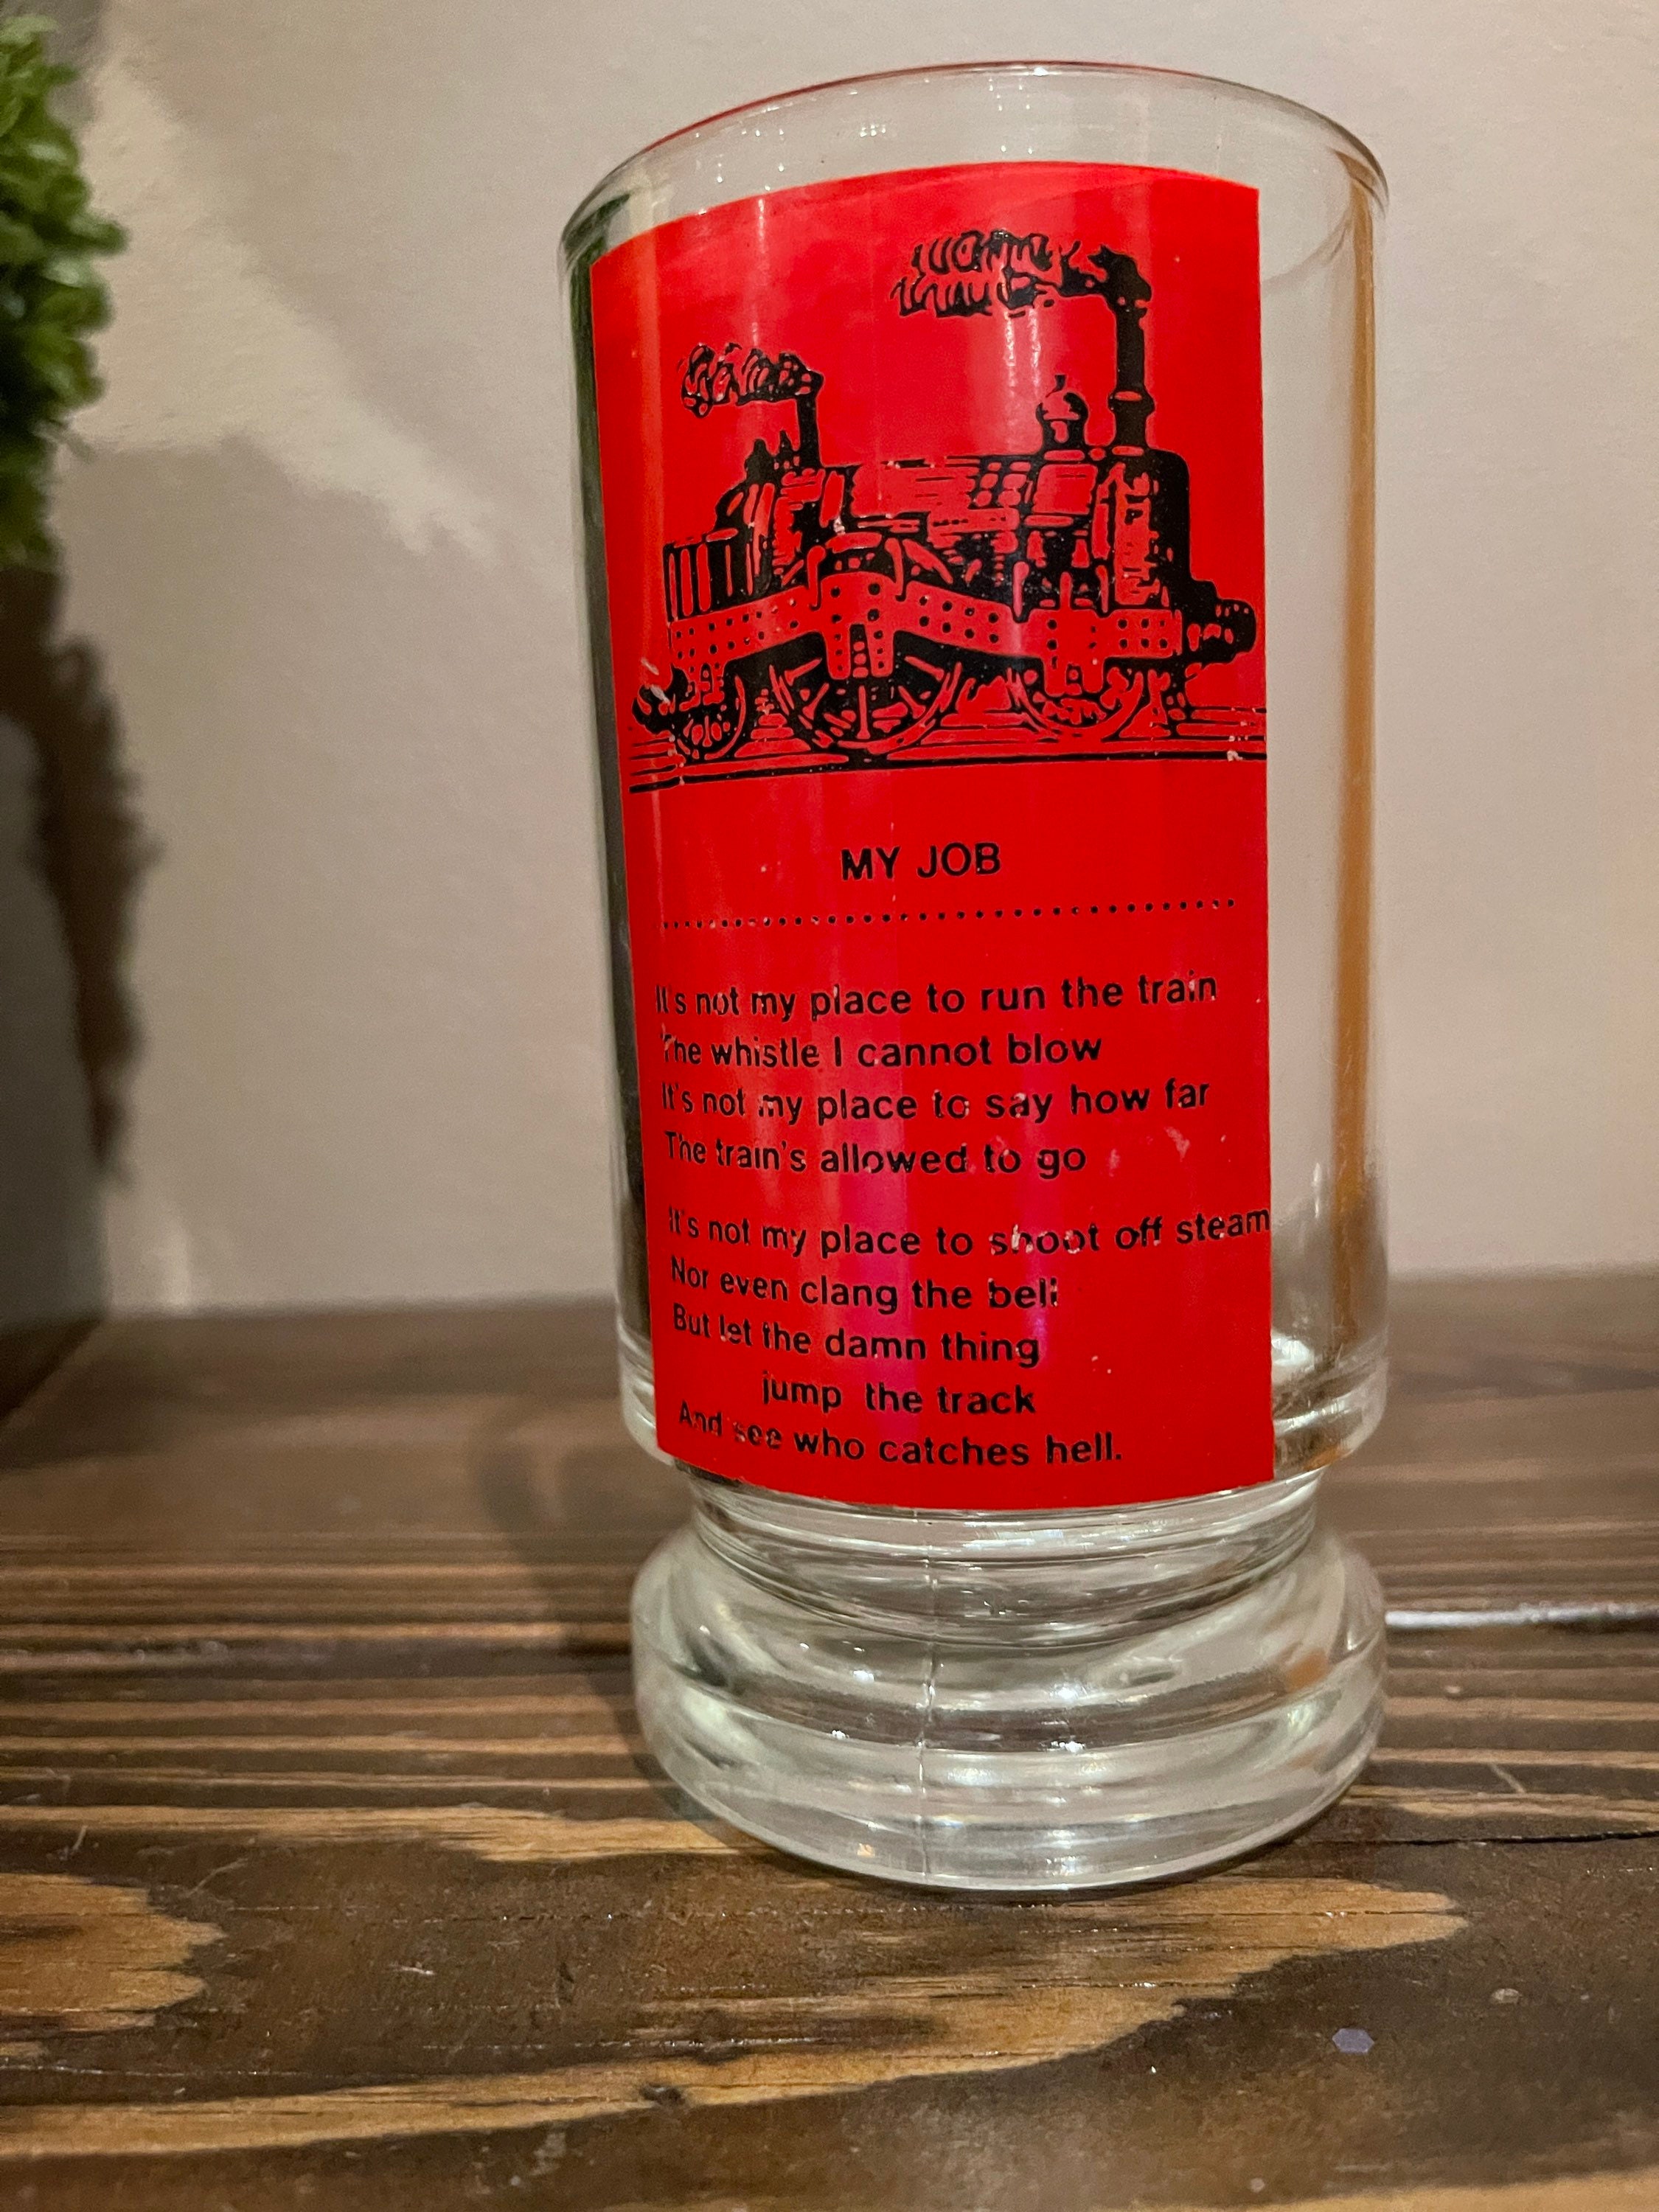 MY JOB
It's not my place to run the train
The whistle I cannot blow
It's not my place to say how far
The train's allowed to go
It's not my place to shoot off steam
Nor even clang the bell
But let the damn thing
jump the track
And see who catches hell.